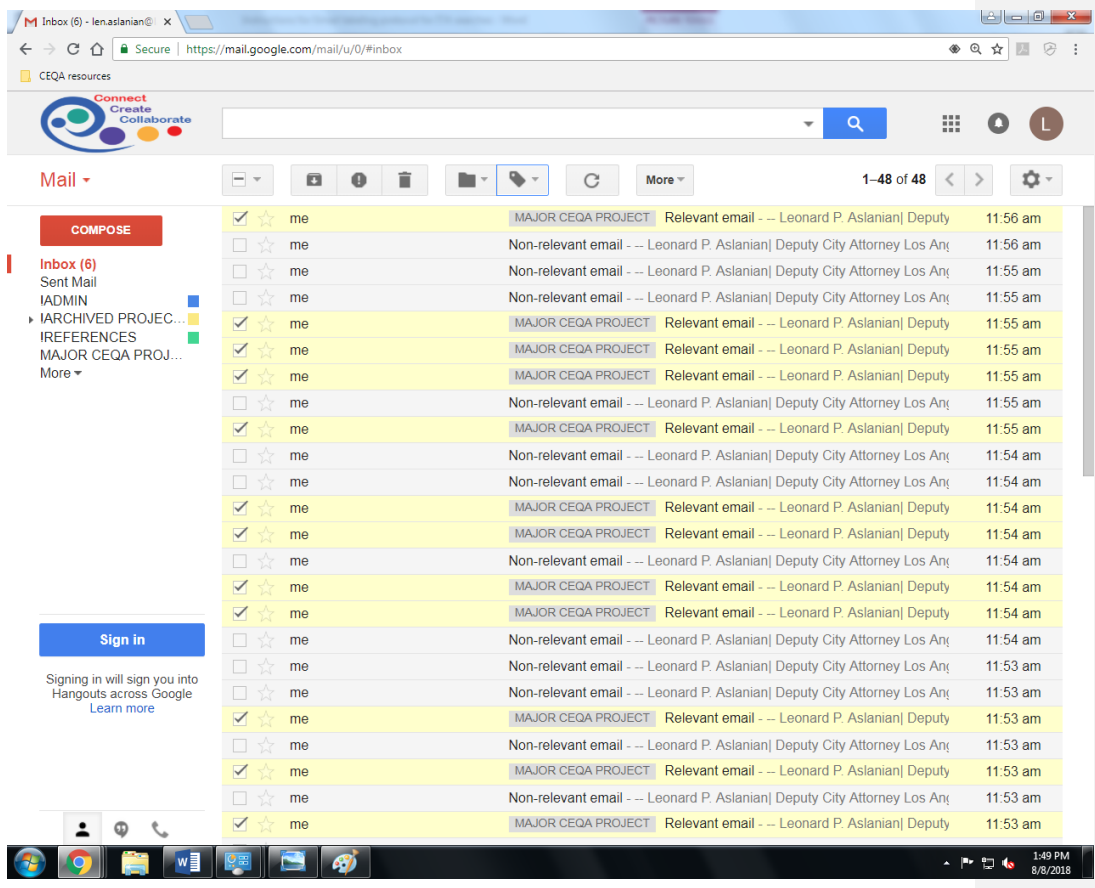 Inbox (6) - len.aslanian@
Secure | https://mail.google.com/mail/u/0/#inbox
CEQA resources
Connect
Create
Collaborate
L
Mail
More
1–48 of 48
COMPOSE
Inbox (6)
Sent Mail
!ADMIN
!ARCHIVED PROJEC...
!REFERENCES
MAJOR CEQA PROJ...
More
me MAJOR CEQA PROJECT Relevant email - -- Leonard P. Aslanian| Deputy 11:56 am
me Non-relevant email - -- Leonard P. Aslanian| Deputy City Attorney Los Ang 11:56 am
me Non-relevant email - -- Leonard P. Aslanian| Deputy City Attorney Los Ang 11:55 am
me Non-relevant email - -- Leonard P. Aslanian| Deputy City Attorney Los Ang 11:55 am
me MAJOR CEQA PROJECT Relevant email - -- Leonard P. Aslanian| Deputy 11:55 am
me MAJOR CEQA PROJECT Relevant email - -- Leonard P. Aslanian| Deputy 11:55 am
me MAJOR CEQA PROJECT Relevant email - -- Leonard P. Aslanian| Deputy 11:55 am
me Non-relevant email - -- Leonard P. Aslanian| Deputy City Attorney Los Ang 11:55 am
me MAJOR CEQA PROJECT Relevant email - -- Leonard P. Aslanian| Deputy 11:55 am
me Non-relevant email - -- Leonard P. Aslanian| Deputy City Attorney Los Ang 11:54 am
me Non-relevant email - -- Leonard P. Aslanian| Deputy City Attorney Los Ang 11:54 am
me MAJOR CEQA PROJECT Relevant email - -- Leonard P. Aslanian| Deputy 11:54 am
me MAJOR CEQA PROJECT Relevant email - -- Leonard P. Aslanian| Deputy 11:54 am
me Non-relevant email - -- Leonard P. Aslanian| Deputy City Attorney Los Ang 11:54 am
me MAJOR CEQA PROJECT Relevant email - -- Leonard P. Aslanian| Deputy 11:54 am
me MAJOR CEQA PROJECT Relevant email - -- Leonard P. Aslanian| Deputy 11:54 am
me Non-relevant email - -- Leonard P. Aslanian| Deputy City Attorney Los Ang 11:54 am
me Non-relevant email - -- Leonard P. Aslanian| Deputy City Attorney Los Ang 11:53 am
me Non-relevant email - -- Leonard P. Aslanian| Deputy City Attorney Los Ang 11:53 am
me MAJOR CEQA PROJECT Relevant email - -- Leonard P. Aslanian| Deputy 11:53 am
me Non-relevant email - -- Leonard P. Aslanian| Deputy City Attorney Los Ang 11:53 am
me MAJOR CEQA PROJECT Relevant email - -- Leonard P. Aslanian| Deputy 11:53 am
me Non-relevant email - -- Leonard P. Aslanian| Deputy City Attorney Los Ang 11:53 am
me MAJOR CEQA PROJECT Relevant email - -- Leonard P. Aslanian| Deputy 11:53 am
Sign in
Signing in will sign you into
Hangouts across Google
Learn more
1:49 PM
8/8/2018